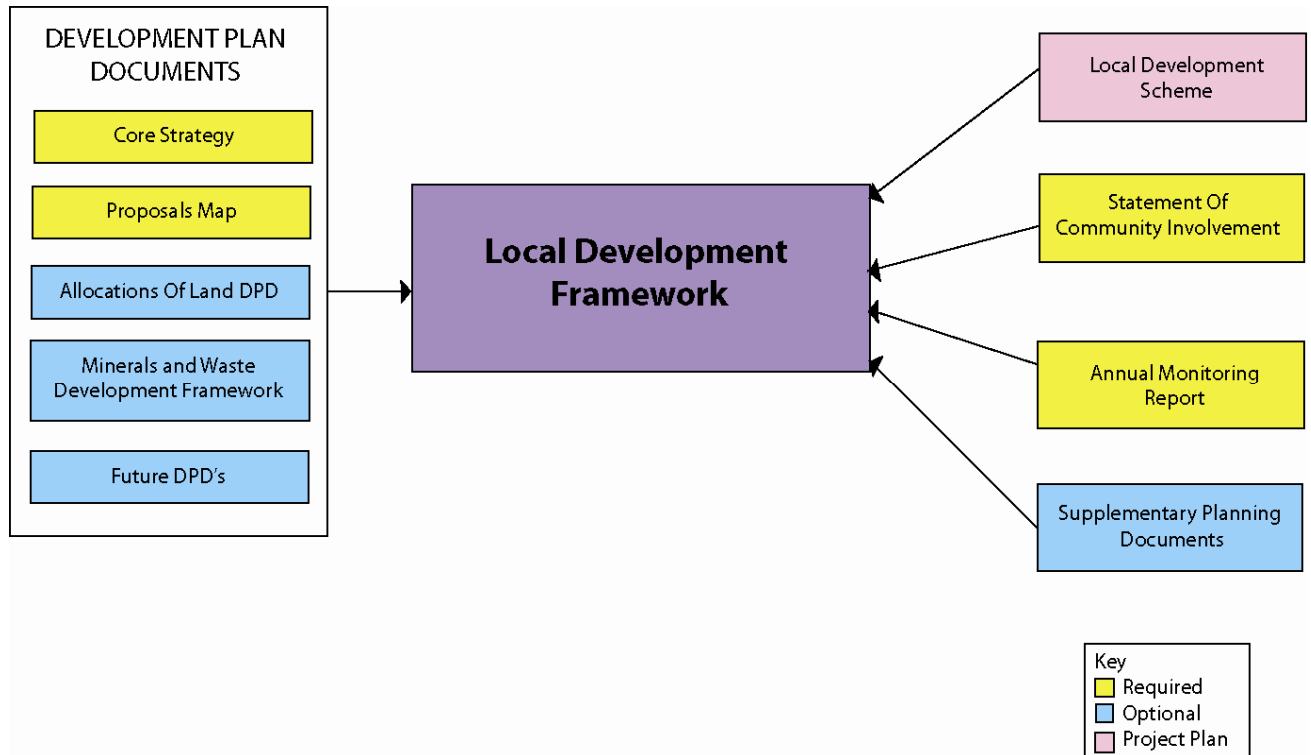 DEVELOPMENT PLAN
DOCUMENTS
Core Strategy
Proposals Map
Allocations Of Land DPD
Minerals and Waste
Development Framework
Future DPD's
Local Development
Framework
Local Development
Scheme
Statement Of
Community Involvement
Annual Monitoring
Report
Supplementary Planning
Documents
Key
Required
Optional
Project Plan